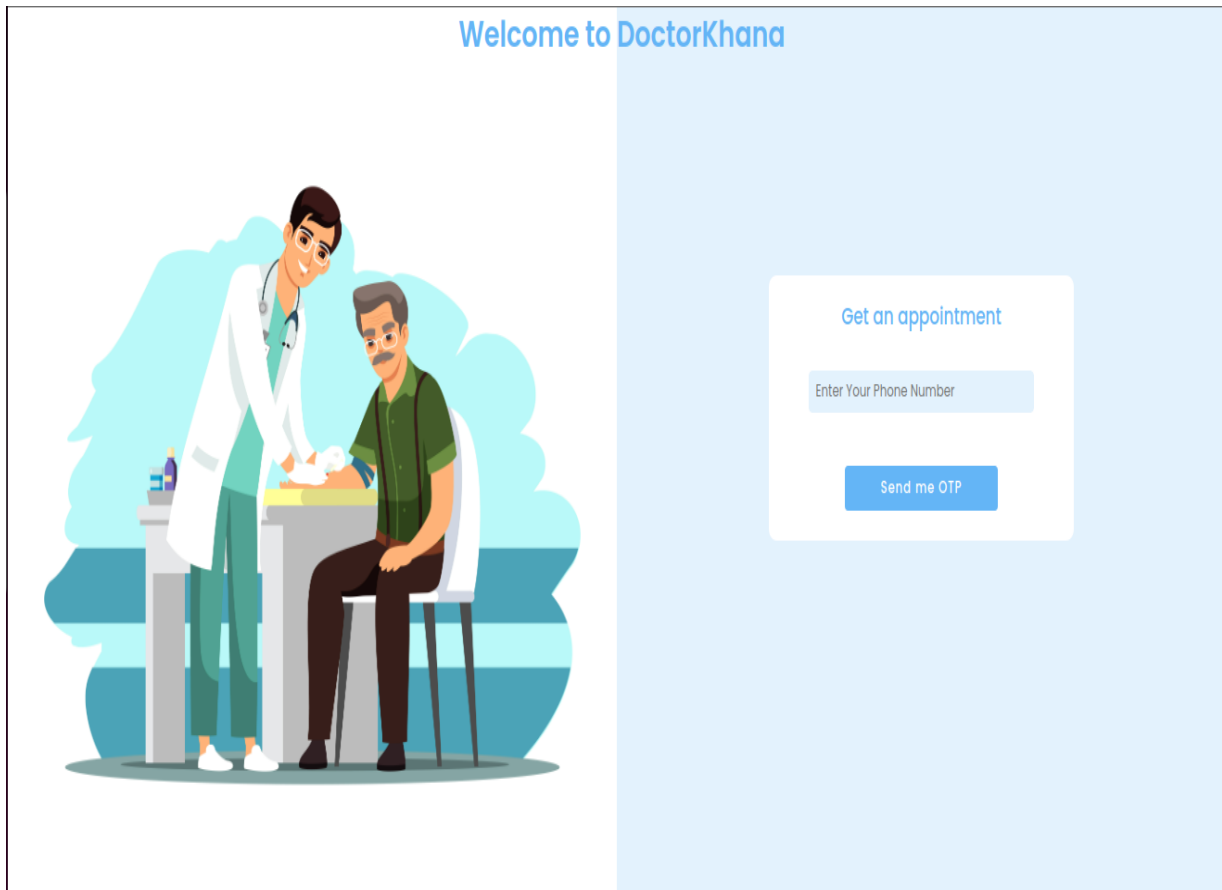 Welcome to DoctorKhana
Get an appointment
Enter Your Phone Number
Send me OTP